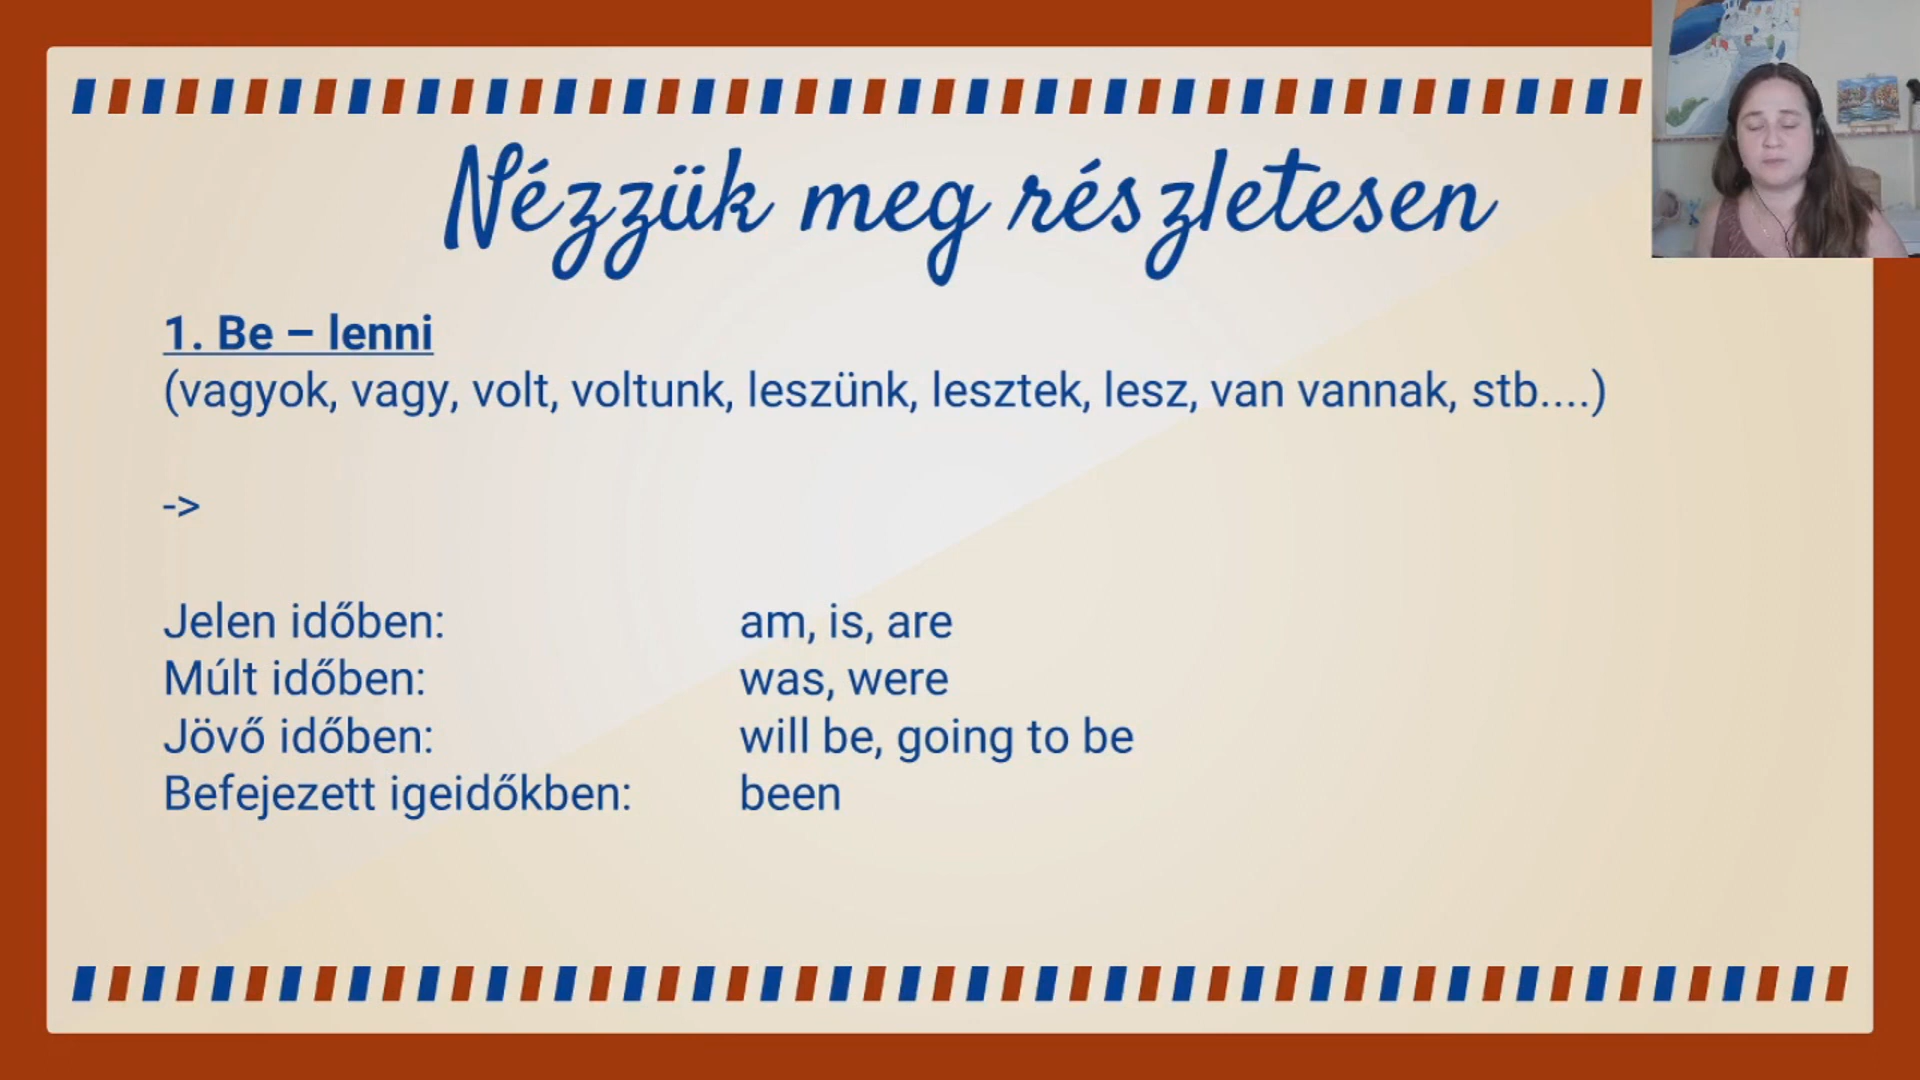 Nézzük meg részletesen
1. Be – lenni
(vagyok, vagy, volt, voltunk, leszünk, lesztek, lesz, van vannak, stb....)
->
Jelen időben: am, is, are
Múlt időben: was, were
Jövő időben: will be, going to be
Befejezett igeidőkben: been